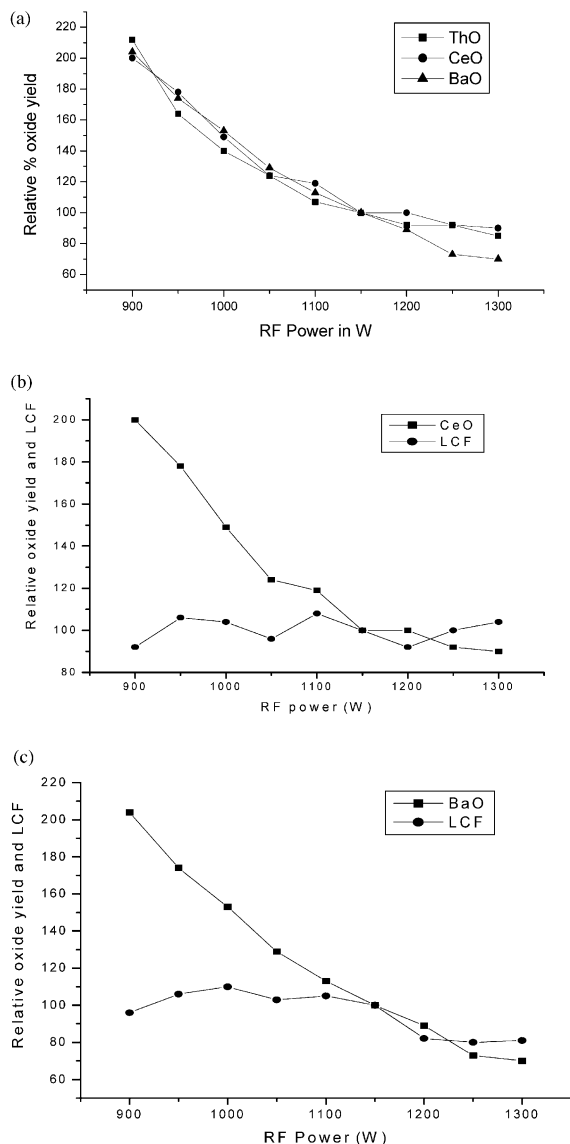 (a)
220
200
180
160
140
120
100
80
60
Relative % oxide yield
ThO
CeO
BaO
900 1000 1100 1200 1300
RF Power in W
(b)
200
180
160
140
120
100
80
Relative oxide yield and LCF
CeO
LCF
900 1000 1100 1200 1300
RF power (W)
(c)
220
200
180
160
140
120
100
80
60
Relative oxide yield and LCF
BaO
LCF
900 1000 1100 1200 1300
RF Power (W)